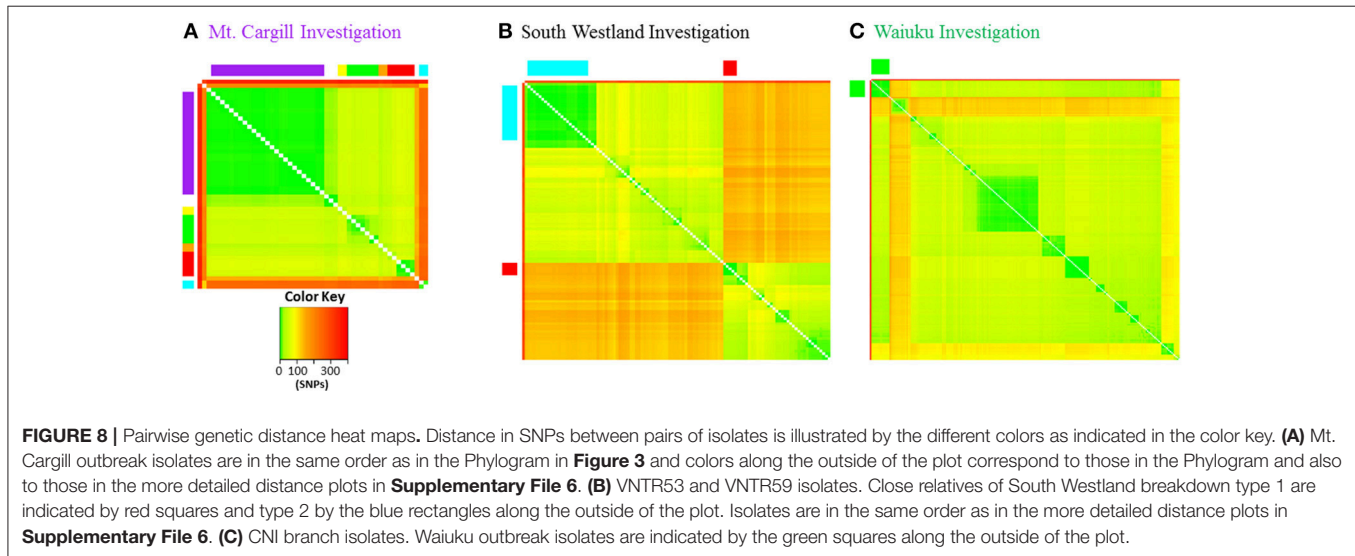 A Mt. Cargill Investigation
B South Westland Investigation
C Waiuku Investigation
Color Key
0 100 300
(SNPs)
FIGURE 8 | Pairwise genetic distance heat maps. Distance in SNPs between pairs of isolates is illustrated by the different colors as indicated in the color key. (A) Mt.
Cargill outbreak isolates are in the same order as in the Phylogram in Figure 3 and colors along the outside of the plot correspond to those in the Phylogram and also
to those in the more detailed distance plots in Supplementary File 6. (B) VNTR53 and VNTR59 isolates. Close relatives of South Westland breakdown type 1 are
indicated by red squares and type 2 by the blue rectangles along the outside of the plot. Isolates are in the same order as in the more detailed distance plots in
Supplementary File 6. (C) CNI branch isolates. Waiuku outbreak isolates are indicated by the green squares along the outside of the plot.